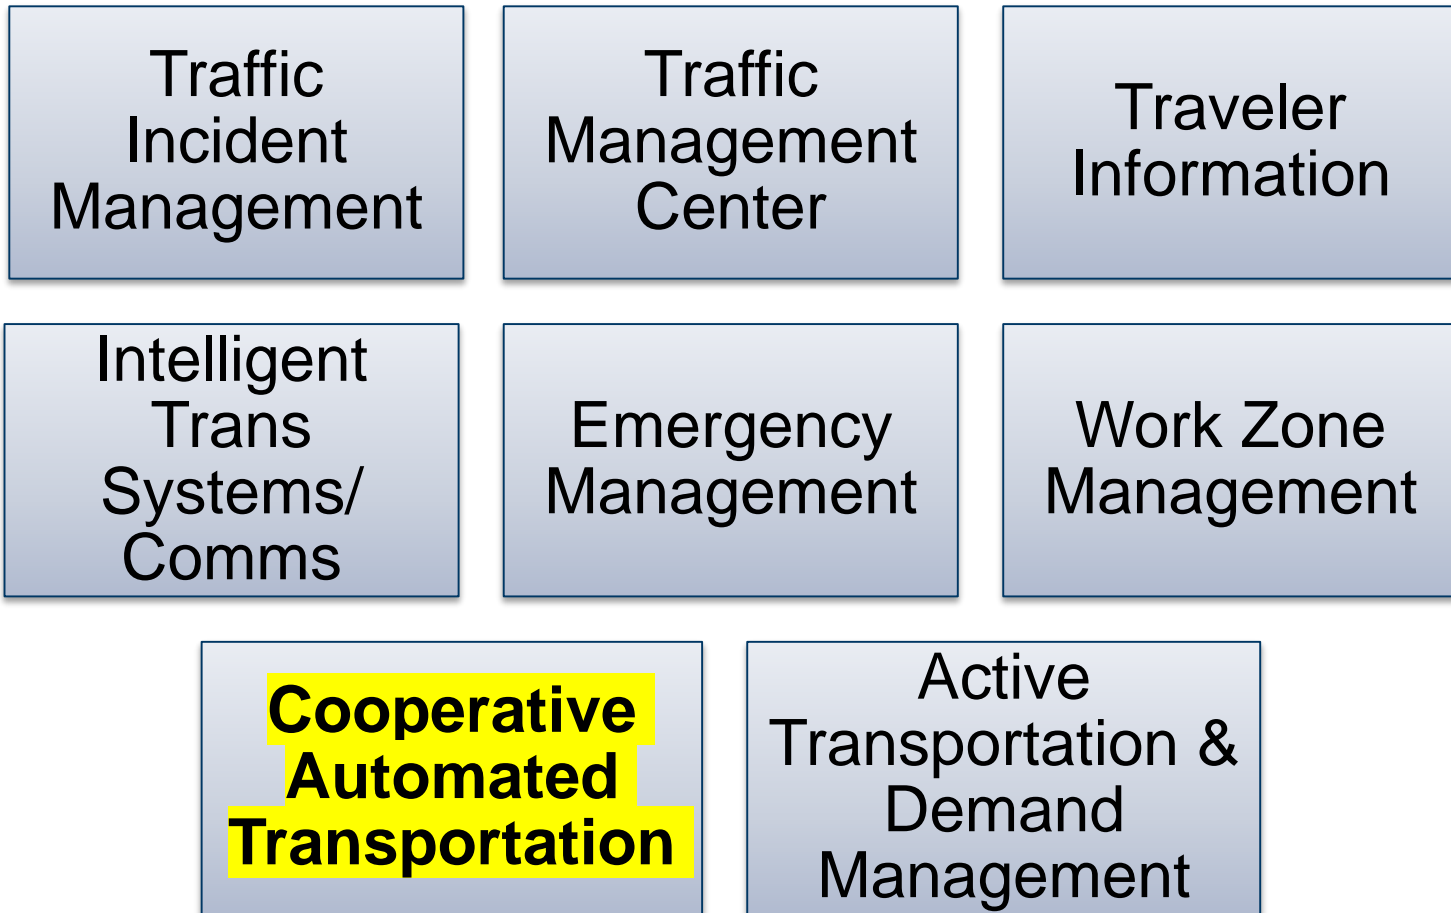 Traffic
Incident
Management
Traffic
Management
Center
Traveler
Information
Intelligent
Trans
Systems/
Comms
Emergency
Management
Work Zone
Management
Cooperative
Automated
Transportation
Active
Transportation &
Demand
Management